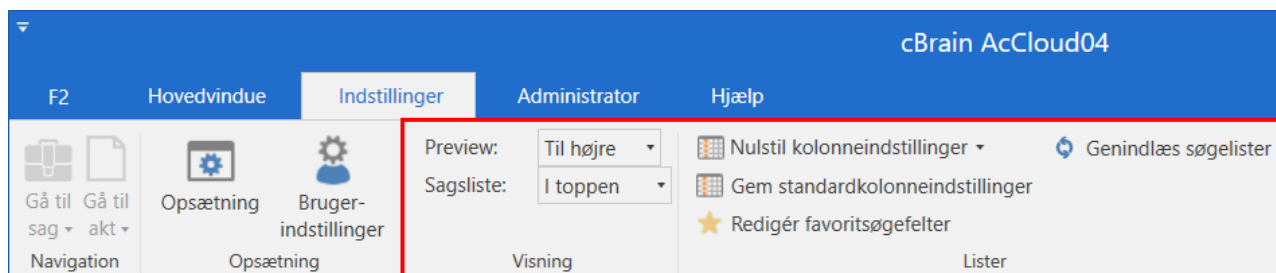 cBrain AcCloud04
F2 Hovedvindue Indstillinger Administrator Hjælp
Gå til
sag
Gå til
akt
Navigation
Opsætning
Bruger-
indstillinger
Opsætning
Preview: Til højre
Sagsliste: I toppen
Visning
Nulstil kolonneindstillinger
Gem standardkolonneindstillinger
Redigér favoritsøgefelter
Genindlæs søgelister
Lister